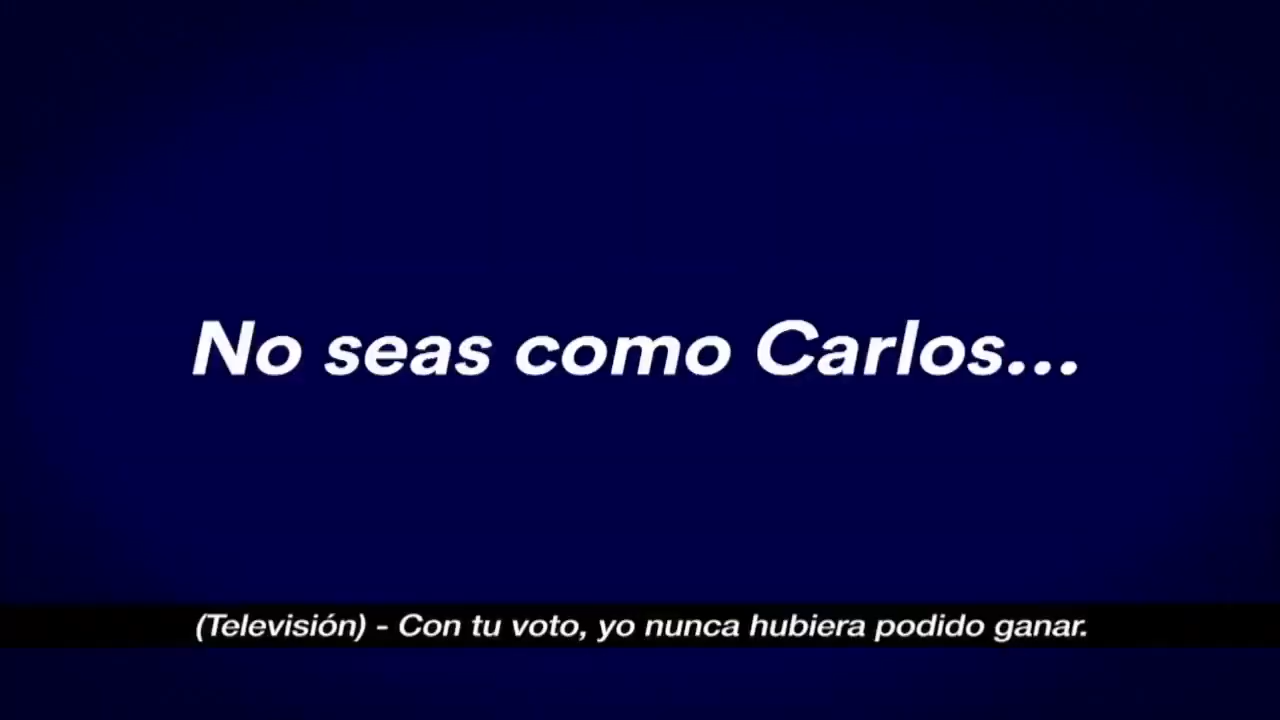 No seas como Carlos...
(Televisión) - Con tu voto, yo nunca hubiera podido ganar.